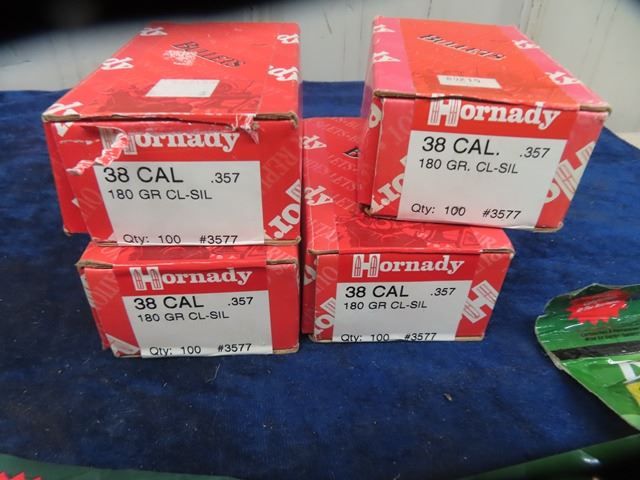 BULLETS
Hornady
38 CAL .357
180 GR CL-SIL
Qty: 100 #3577
BULLETS
Hornady
38 CAL. .357
180 GR. CL-SIL
Qty: 100 #3577
Hornady
38 CAL .357
180 GR CL-SIL
Qty: 100 #3577
Hornady
38 CAL .357
180 GR CL-SIL
Qty: 100 #3577